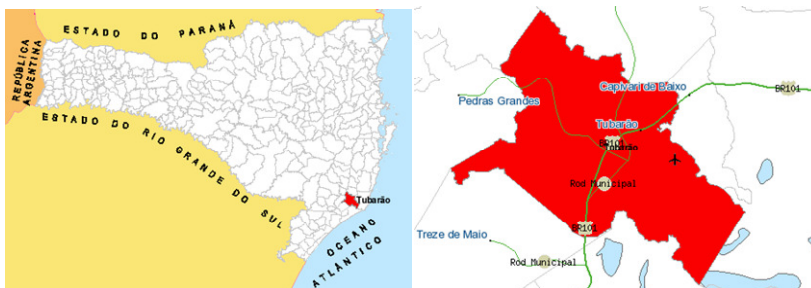 ESTADO DO PARANÁ
REPÚBLICA
ARGENTINA
ESTADO DO RIO GRANDE DO SUL
Tubarão
OCEANO
ATLÂNTICO
Capivari de Baixo
BR101
Pedras Grandes
Tubarão
BR101
Tubarão
Rod Municipal
BR101
Treze de Maio
Rod Municipal